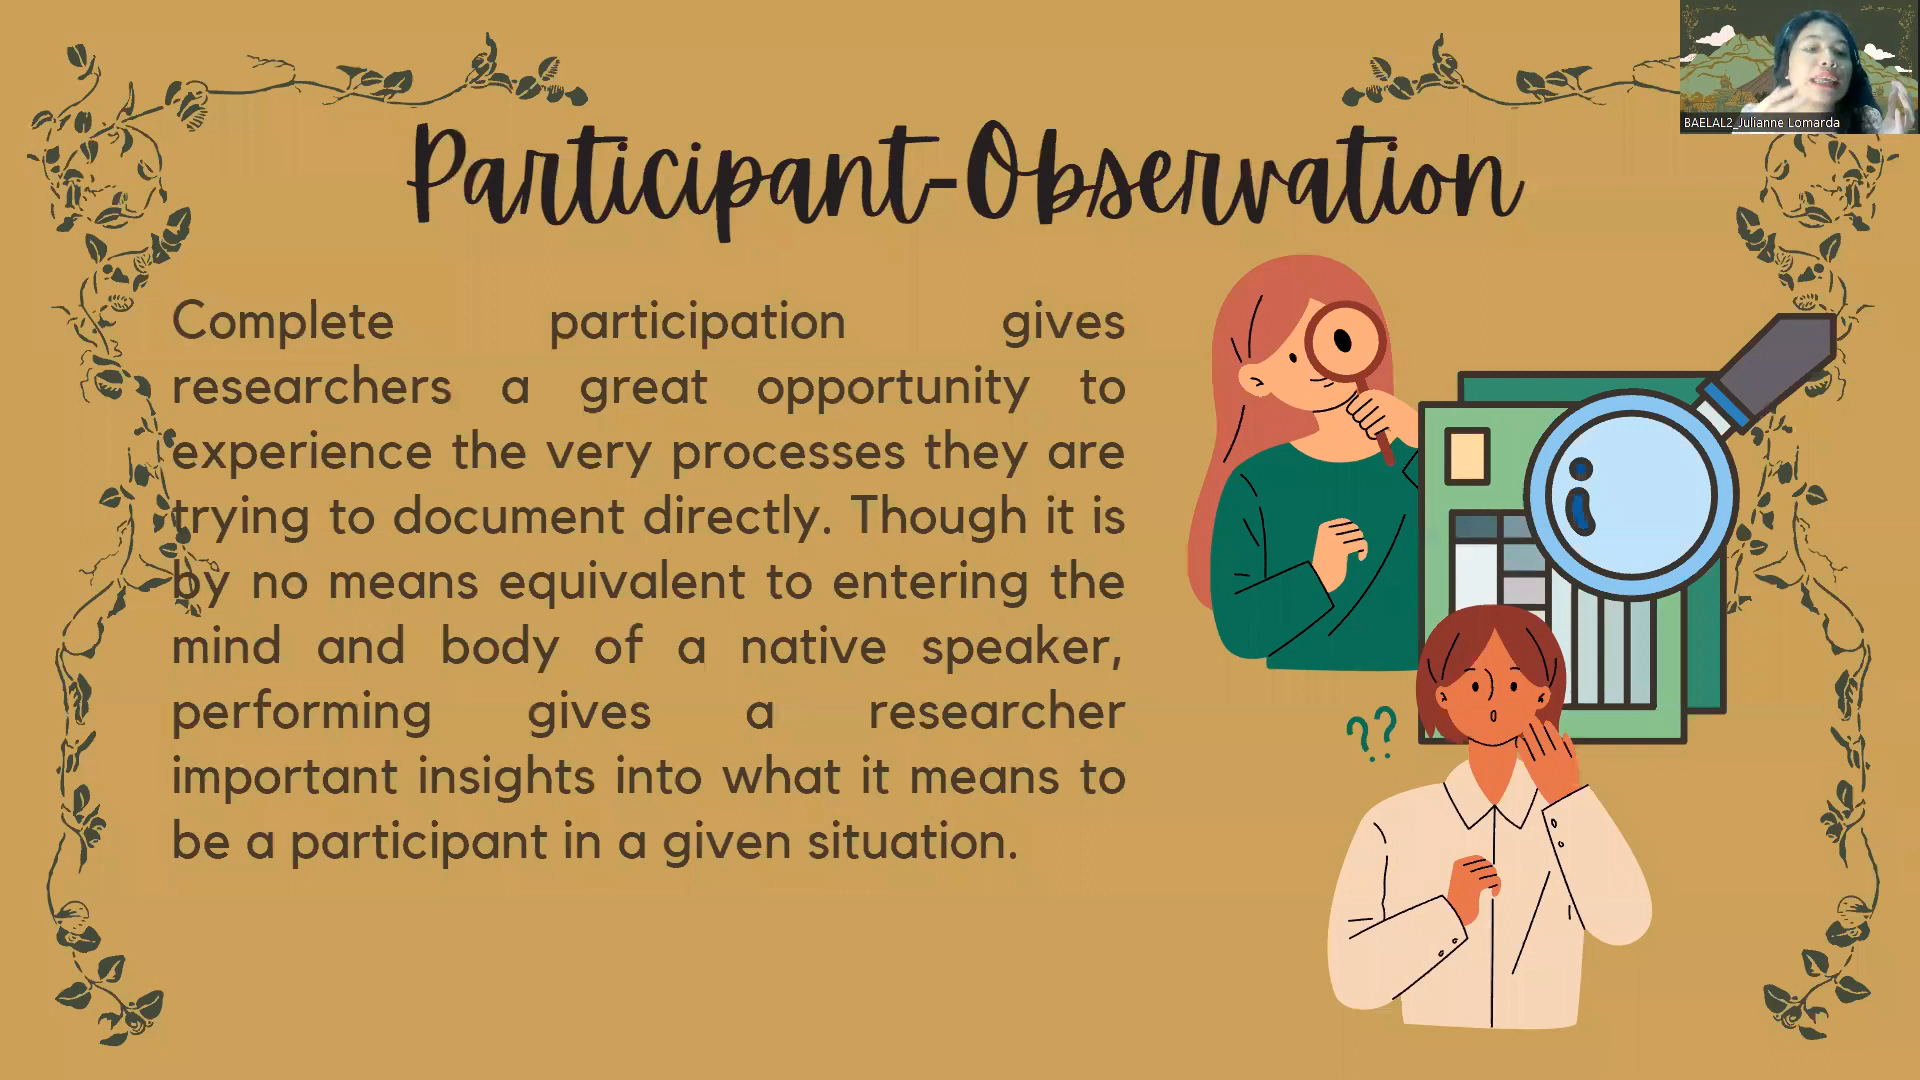 BAELAL2_Julianne Lomarda
Participant-Observation
Complete participation gives
researchers a great opportunity to
experience the very processes they are
trying to document directly. Though it is
by no means equivalent to entering the
mind and body of a native speaker,
performing gives a researcher
important insights into what it means to
be a participant in a given situation.
??